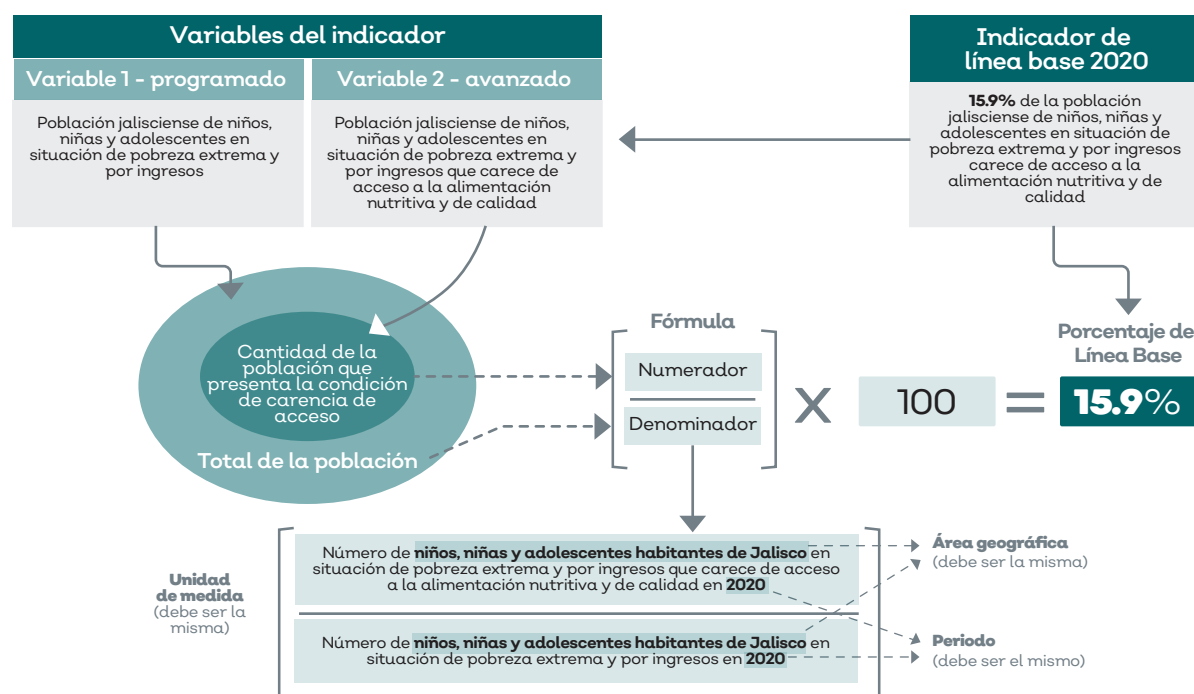 Variables del indicador
Variable 1 - programado
Población jalisciense de niños,
niñas y adolescentes en
situación de pobreza extrema y
por ingresos
Variable 2 - avanzado
Población jalisciense de niños,
niñas y adolescentes en
situación de pobreza extrema y
por ingresos que carece de
acceso a la alimentación
nutritiva y de calidad
Indicador de
línea base 2020
15.9% de la población
jalisciense de niños, niñas y
adolescentes en situación de
pobreza extrema y por ingresos
carece de acceso a la
alimentación nutritiva y de
calidad
Cantidad de la
población que
presenta la condición
de carencia de
acceso
Total de la población
Fórmula
Numerador
Denominador
X
100
=
Porcentaje de
Línea Base
15.9%
Unidad
de medida
(debe ser la
misma)
Número de niños, niñas y adolescentes habitantes de Jalisco en
situación de pobreza extrema y por ingresos que carece de acceso
a la alimentación nutritiva y de calidad en 2020
Número de niños, niñas y adolescentes habitantes de Jalisco en
situación de pobreza extrema y por ingresos en 2020
Área geográfica
(debe ser la misma)
Periodo
(debe ser el mismo)